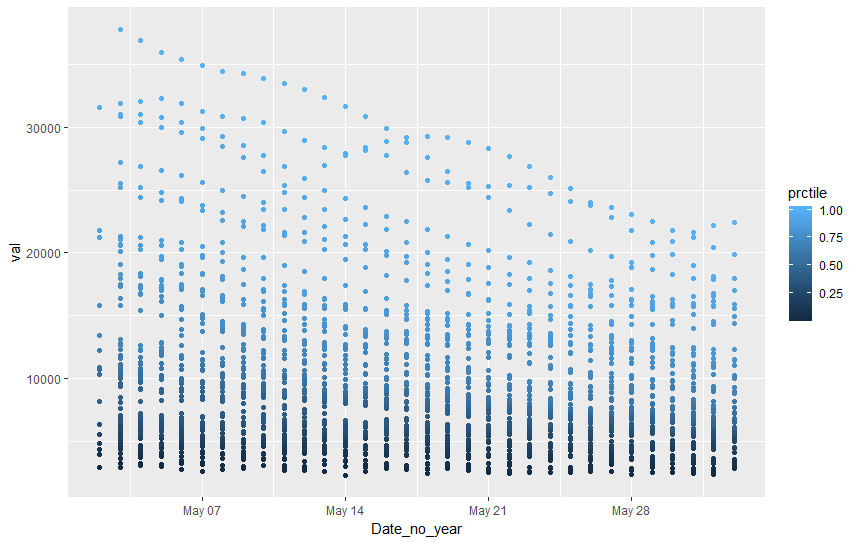 val
30000
20000
10000
May 07
May 14
May 21
May 28
Date_no_year
prctile
1.00
0.75
0.50
0.25